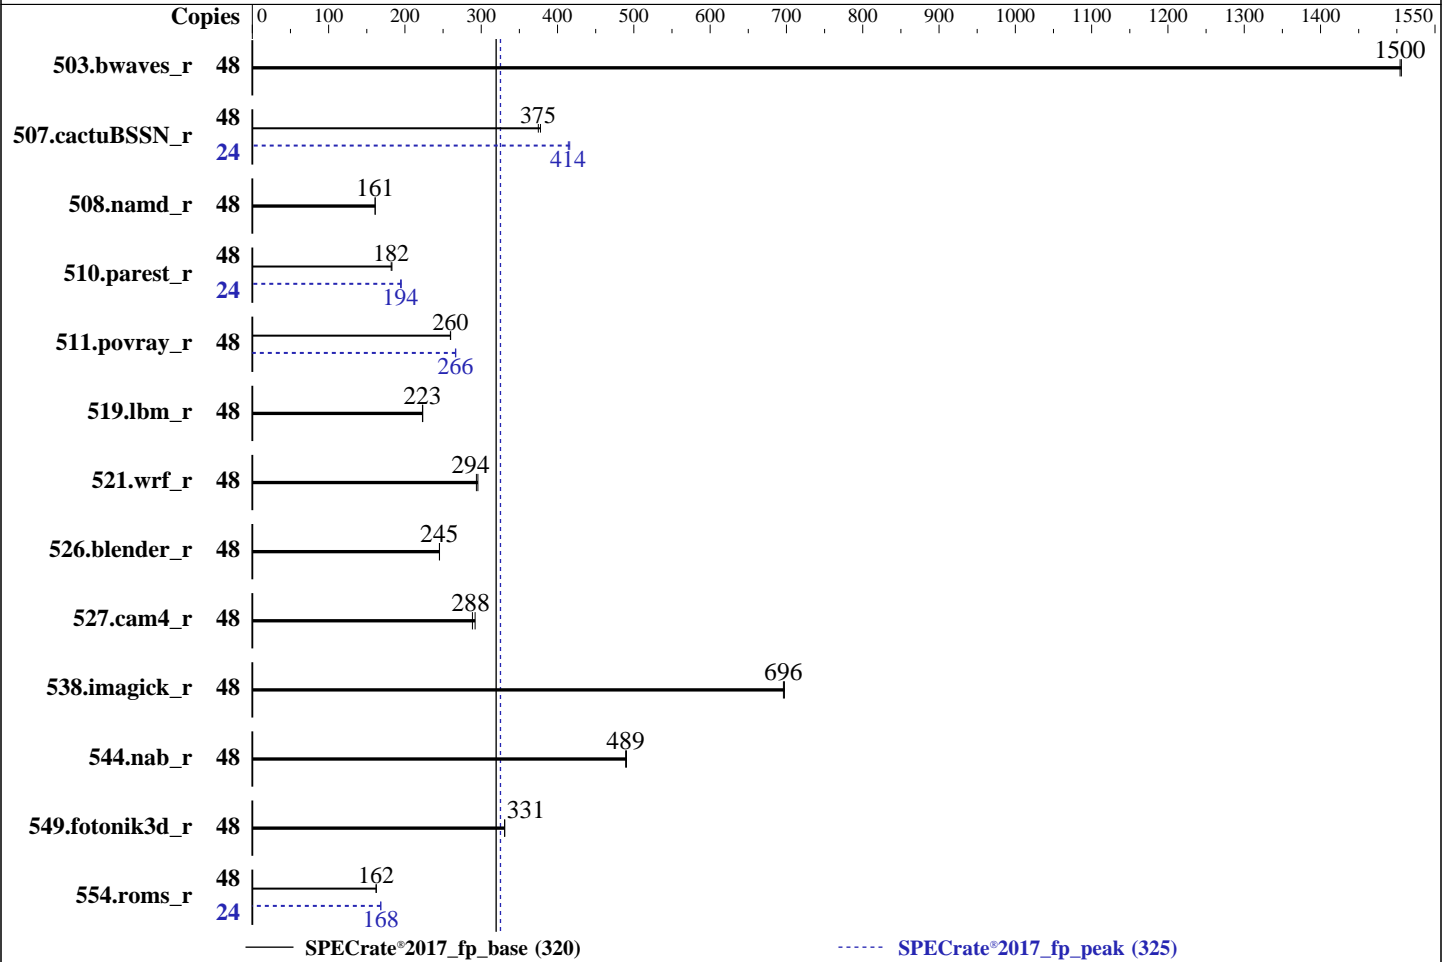 Copies 0 100 200 300 400 500 600 700 800 900 1000 1100 1200 1300 1400 1550
503.bwaves_r 48 1500
507.cactuBSSN_r 48 375
24 414
508.namd_r 48 161
510.parest_r 48 182
24 194
511.povray_r 48 260
266
519.lbm_r 48 223
521.wrf_r 48 294
526.blender_r 48 245
527.cam4_r 48 288
538.imagick_r 48 696
544.nab_r 48 489
549.fotonik3d_r 48 331
554.roms_r 48 162
24 168
SPECrate®2017_fp_base (320) SPECrate®2017_fp_peak (325)